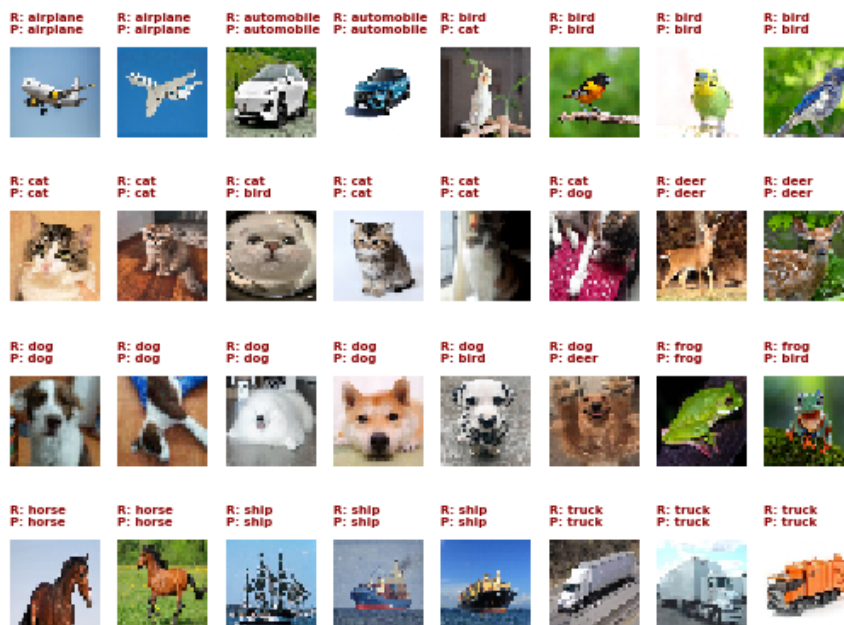 R: airplane
P: airplane
R: airplane
P: airplane
R: automobile
P: automobile
R: automobile
P: automobile
R: bird
P: cat
R: bird
P: bird
R: bird
P: bird
R: bird
P: bird
R: cat
P: cat
R: cat
P: cat
R: cat
P: bird
R: cat
P: cat
R: cat
P: cat
R: cat
P: dog
R: deer
P: deer
R: deer
P: deer
R: dog
P: dog
R: dog
P: dog
R: dog
P: dog
R: dog
P: dog
R: dog
P: bird
R: dog
P: deer
R: frog
P: frog
R: frog
P: bird
R: horse
P: horse
R: horse
P: horse
R: ship
P: ship
R: ship
P: ship
R: ship
P: ship
R: truck
P: truck
R: truck
P: truck
R: truck
P: truck